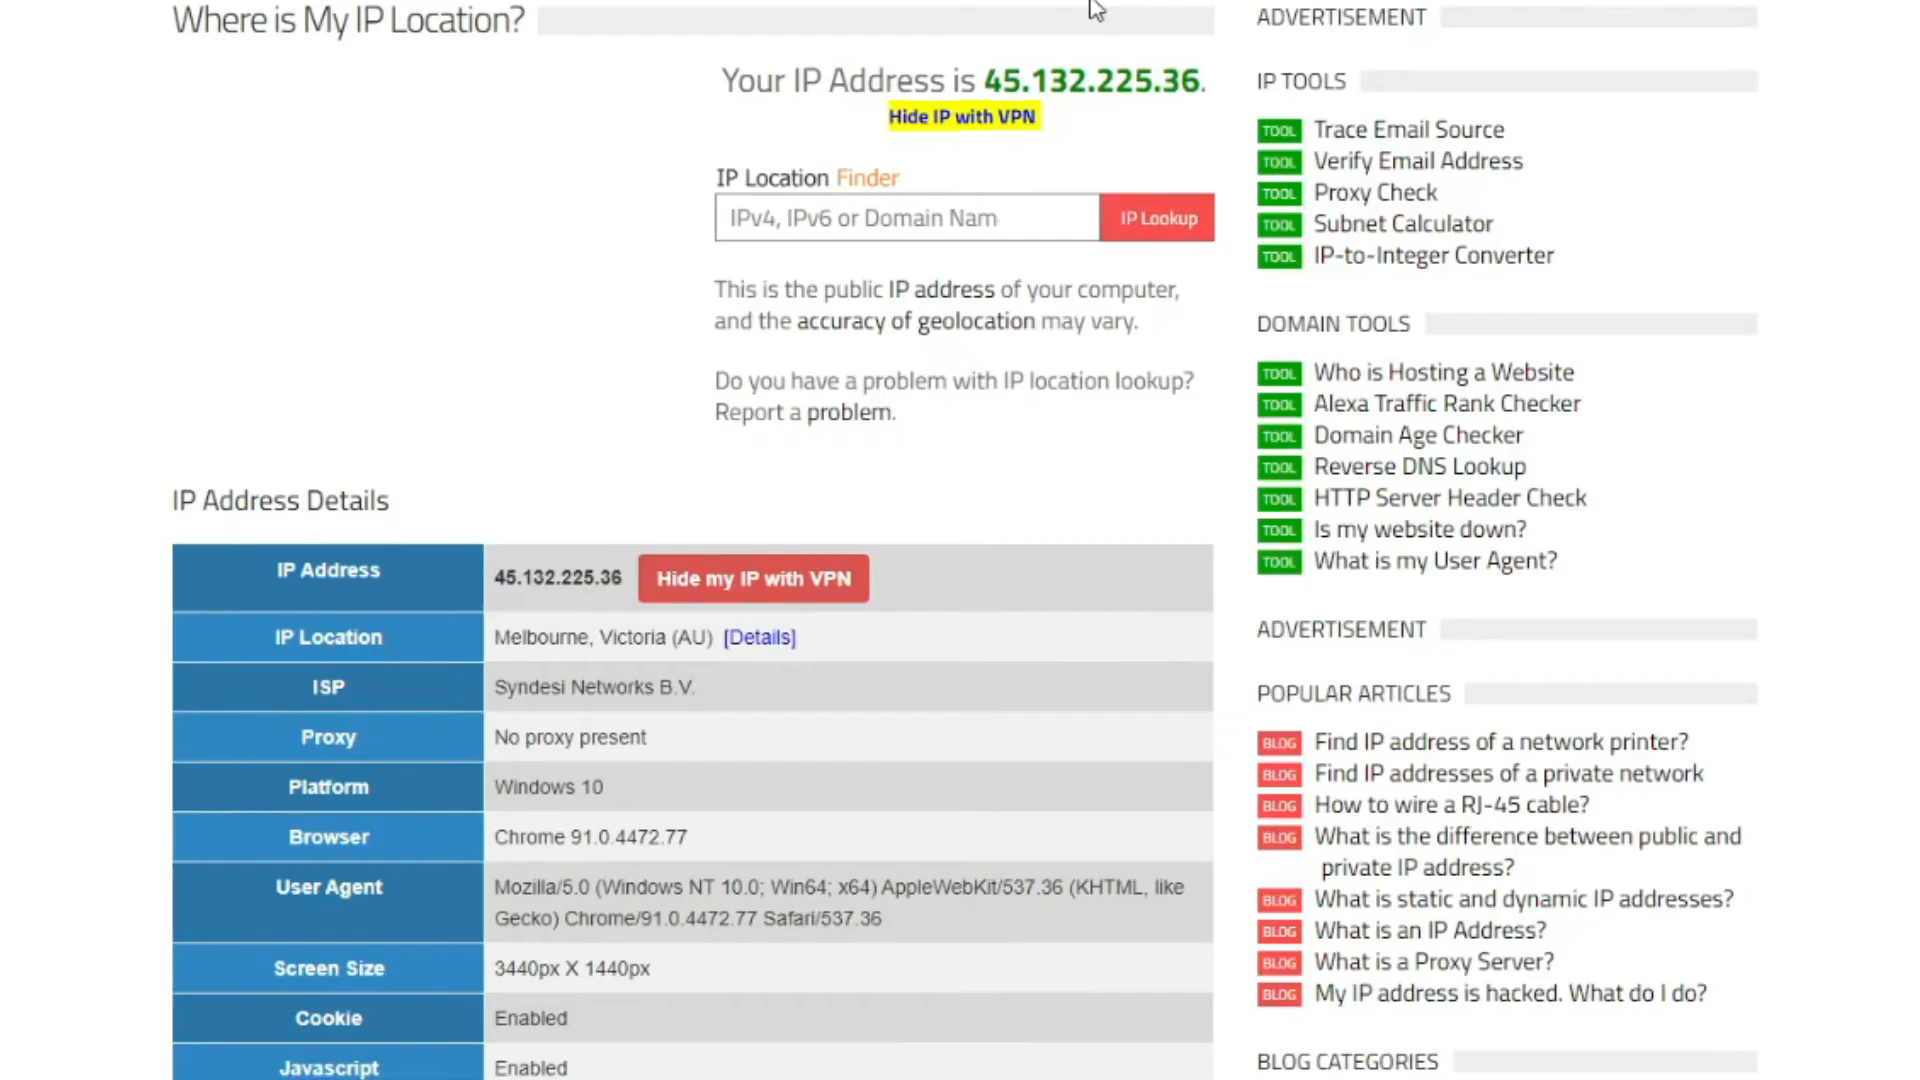 Where is My IP Location?
Your IP Address is 45.132.225.36.
Hide IP with VPN
IP Location Finder
IPv4, IPv6 or Domain Nam
IP Lookup
This is the public IP address of your computer,
and the accuracy of geolocation may vary.
Do you have a problem with IP location lookup?
Report a problem.
IP Address Details
IP Address 45.132.225.36 Hide my IP with VPN
IP Location Melbourne, Victoria (AU) [Details]
ISP Syndesi Networks B.V.
Proxy No proxy present
Platform Windows 10
Browser Chrome 91.0.4472.77
User Agent Mozilla/5.0 (Windows NT 10.0; Win64; x64) AppleWebKit/537.36 (KHTML, like
Gecko) Chrome/91.0.4472.77 Safari/537.36
Screen Size 3440px X 1440px
Cookie Enabled
Javascript Enabled
ADVERTISEMENT
IP TOOLS
TOOL Trace Email Source
TOOL Verify Email Address
TOOL Proxy Check
TOOL Subnet Calculator
TOOL IP-to-Integer Converter
DOMAIN TOOLS
TOOL Who is Hosting a Website
TOOL Alexa Traffic Rank Checker
TOOL Domain Age Checker
TOOL Reverse DNS Lookup
TOOL HTTP Server Header Check
TOOL Is my website down?
TOOL What is my User Agent?
ADVERTISEMENT
POPULAR ARTICLES
BLOG Find IP address of a network printer?
BLOG Find IP addresses of a private network
BLOG How to wire a RJ-45 cable?
BLOG What is the difference between public and
private IP address?
BLOG What is static and dynamic IP addresses?
BLOG What is an IP Address?
BLOG What is a Proxy Server?
BLOG My IP address is hacked. What do I do?
BLOG CATEGORIES